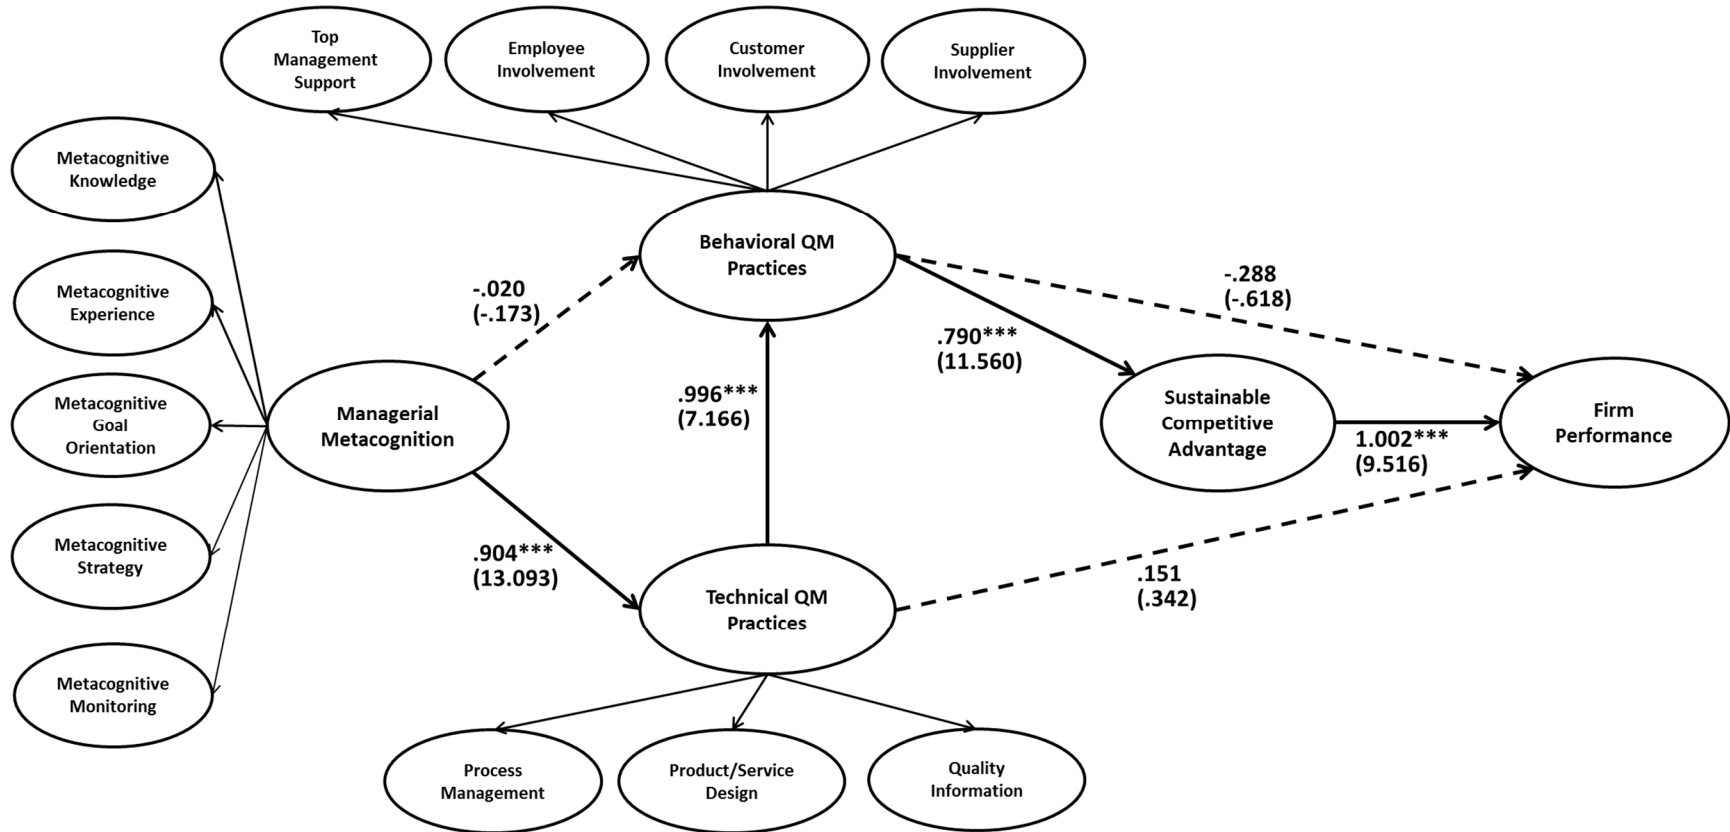 Top
Management
Support
Employee
Involvement
Customer
Involvement
Supplier
Involvement
Metacognitive
Knowledge
Metacognitive
Experience
Metacognitive
Goal
Orientation
Metacognitive
Strategy
Metacognitive
Monitoring
Managerial
Metacognition
-.020
(-.173)
.904***
(13.093)
Behavioral QM
Practices
.996***
(7.166)
Technical QM
Practices
Process
Management
Product/Service
Design
Quality
Information
.790***
(11.560)
-.288
(-.618)
Sustainable
Competitive
Advantage
1.002***
(9.516)
.151
(.342)
Firm
Performance